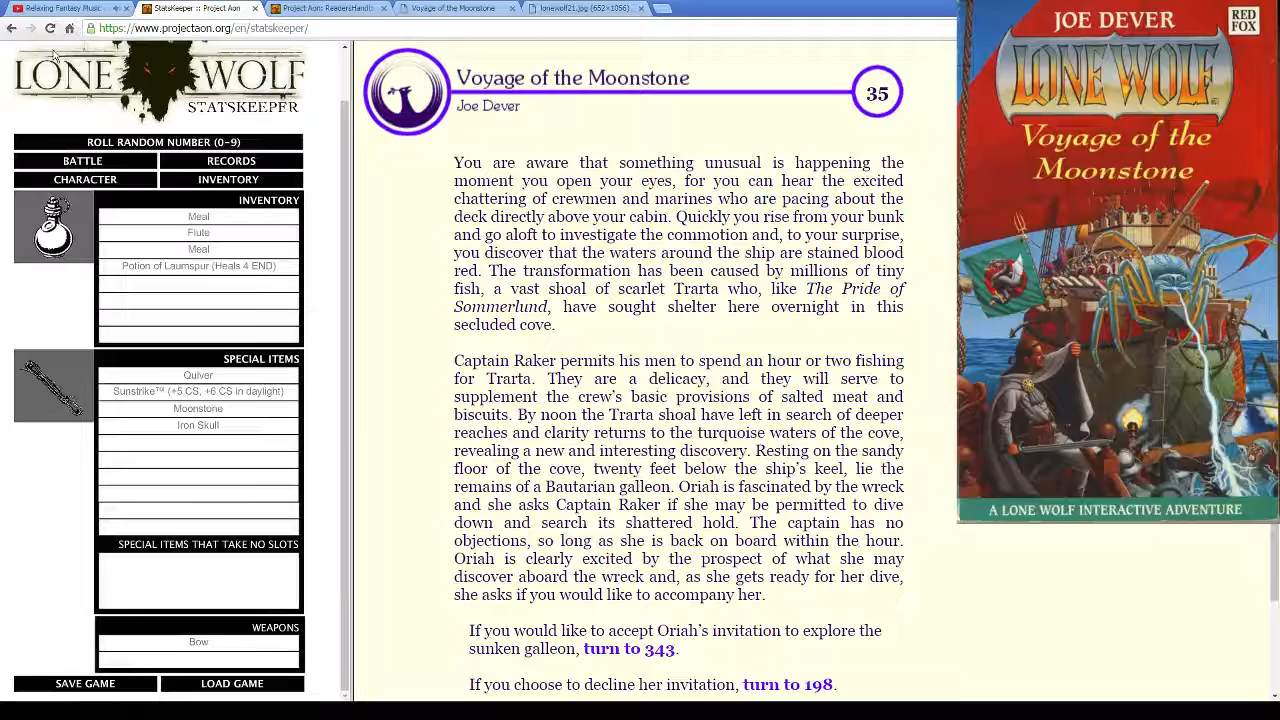 Relaxing Fantasy Music
StatsKeeper :: Project Aon
Project Aon: ReadersHandb
Voyage of the Moonstone
lonewolf21.jpg (652×1056)
https://www.projectaon.org/en/statskeeper/
LONE WOLF
STATSKEEPER
ROLL RANDOM NUMBER (0-9)
BATTLE
RECORDS
CHARACTER
INVENTORY
INVENTORY
Meal
Flute
Meal
Potion of Laumspur (Heals 4 END)
SPECIAL ITEMS
Quiver
Sunstrike™ (+5 CS, +6 CS in daylight)
Moonstone
Iron Skull
SPECIAL ITEMS THAT TAKE NO SLOTS
WEAPONS
Bow
SAVE GAME
LOAD GAME
Voyage of the Moonstone
Joe Dever
35
You are aware that something unusual is happening the
moment you open your eyes, for you can hear the excited
chattering of crewmen and marines who are pacing about the
deck directly above your cabin. Quickly you rise from your bunk
and go aloft to investigate the commotion and, to your surprise,
you discover that the waters around the ship are stained blood
red. The transformation has been caused by millions of tiny
fish, a vast shoal of scarlet Trarta who, like The Pride of
Sommerlund, have sought shelter here overnight in this
secluded cove.
Captain Raker permits his men to spend an hour or two fishing
for Trarta. They are a delicacy, and they will serve to
supplement the crew's basic provisions of salted meat and
biscuits. By noon the Trarta shoal have left in search of deeper
reaches and clarity returns to the turquoise waters of the cove,
revealing a new and interesting discovery. Resting on the sandy
floor of the cove, twenty feet below the ship's keel, lie the
remains of a Bautarian galleon. Oriah is fascinated by the wreck
and she asks Captain Raker if she may be permitted to dive
down and search its shattered hold. The captain has no
objections, so long as she is back on board within the hour.
Oriah is clearly excited by the prospect of what she may
discover aboard the wreck and, as she gets ready for her dive,
she asks if you would like to accompany her.
If you would like to accept Oriah's invitation to explore the
sunken galleon, turn to 343.
If you choose to decline her invitation, turn to 198.
JOE DEVER
RED
FOX
LONE WOLF
Voyage of the
Moonstone
A LONE WOLF INTERACTIVE ADVENTURE